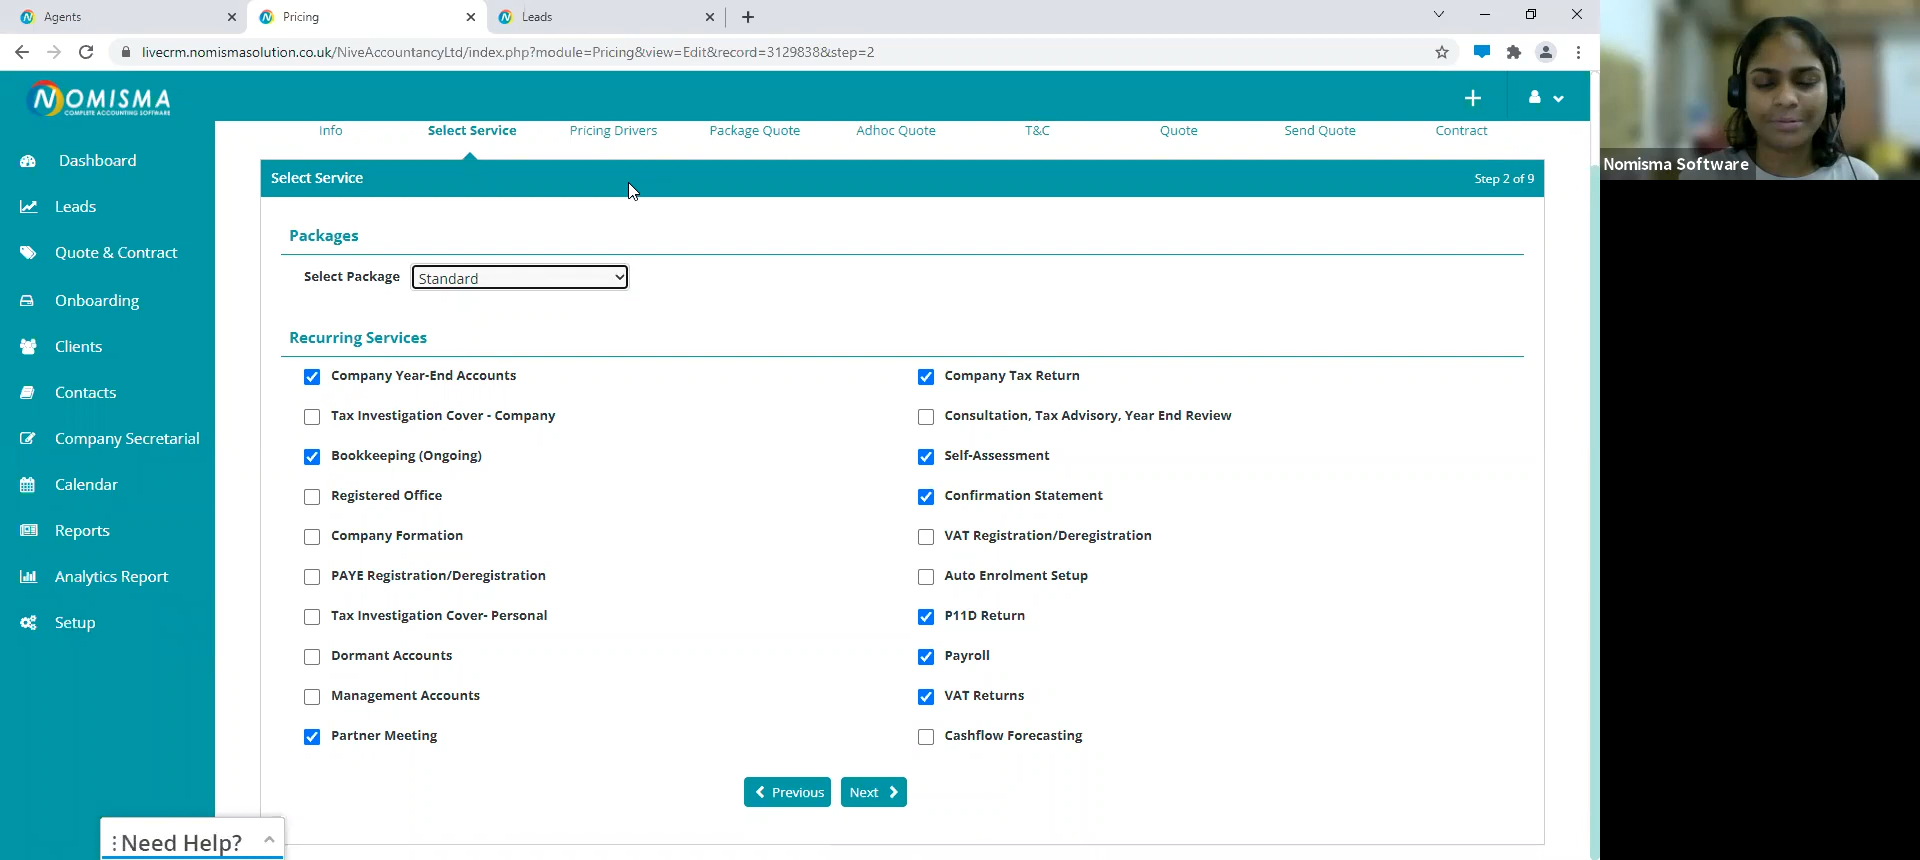 Agents
Pricing
Leads
livecrm.nomismasolution.co.uk/NiveAccountancyLtd/index.php?module=Pricing&view=Edit&record=3129838&step=2
NOMISMA
COMPLETE ACCOUNTING SOFTWARE
Dashboard
Leads
Quote & Contract
Onboarding
Clients
Contacts
Company Secretarial
Calendar
Reports
Analytics Report
Setup
Info Select Service Pricing Drivers Package Quote Adhoc Quote T&C Quote Send Quote Contract
Select Service Step 2 of 9
Packages
Select Package Standard
Recurring Services
Company Year-End Accounts Company Tax Return
Tax Investigation Cover - Company Consultation, Tax Advisory, Year End Review
Bookkeeping (Ongoing) Self-Assessment
Registered Office Confirmation Statement
Company Formation VAT Registration/Deregistration
PAYE Registration/Deregistration Auto Enrolment Setup
Tax Investigation Cover- Personal P11D Return
Dormant Accounts Payroll
Management Accounts VAT Returns
Partner Meeting Cashflow Forecasting
Previous Next
Need Help?
Nomisma Software